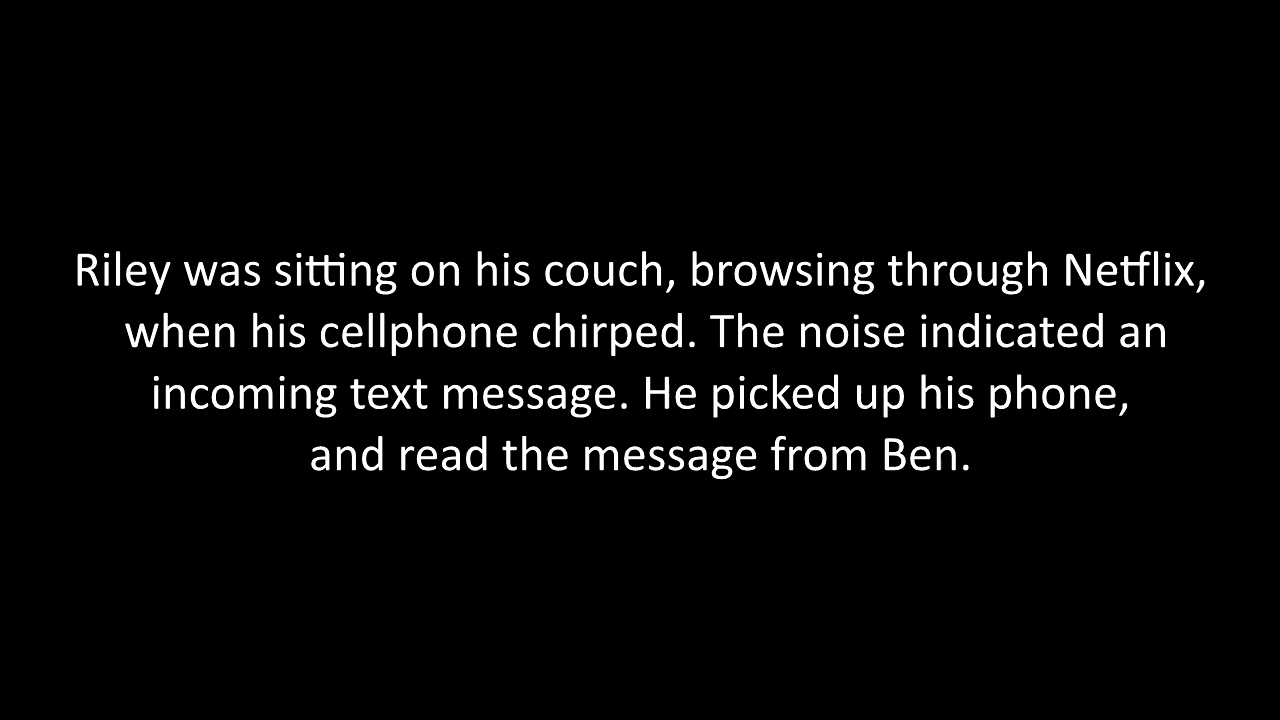 Riley was sitting on his couch, browsing through Netflix,
when his cellphone chirped. The noise indicated an
incoming text message. He picked up his phone,
and read the message from Ben.